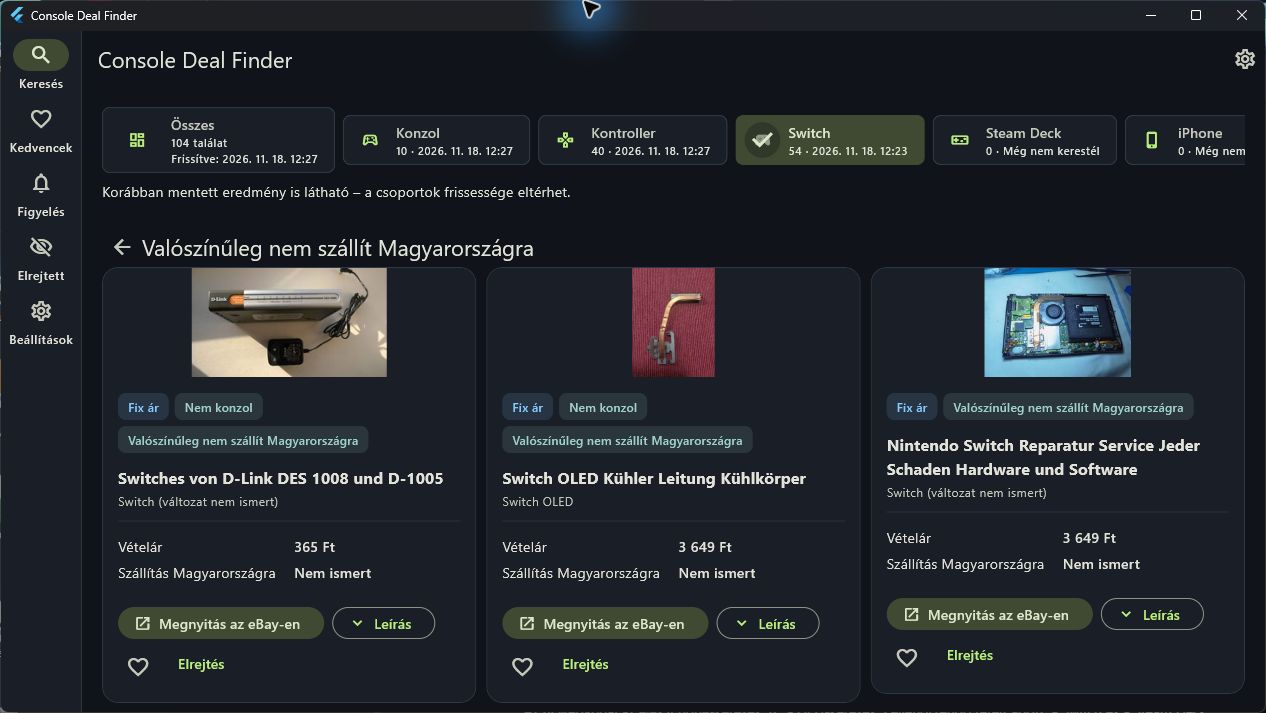 Console Deal Finder
Keresés
Kedvencek
Figyelés
Elrejtett
Beállítások
Console Deal Finder
Összes
104 találat
Frissítve: 2026. 11. 18. 12:27
Konzol
10 • 2026. 11. 18. 12:27
Kontroller
40 • 2026. 11. 18. 12:27
Switch
54 • 2026. 11. 18. 12:23
Steam Deck
0 • Még nem kerestél
iPhone
0 • Még nem
Korábban mentett eredmény is látható – a csoportok frissessége eltérhet.
Valószínűleg nem szállít Magyarországra
D-Link
Fix ár
Nem konzol
Valószínűleg nem szállít Magyarországra
Switches von D-Link DES 1008 und D-1005
Switch (változat nem ismert)
Vételár 365 Ft
Szállítás Magyarországra Nem ismert
Megnyitás az eBay-en
Leírás
Elrejtés
Fix ár
Nem konzol
Valószínűleg nem szállít Magyarországra
Switch OLED Kühler Leitung Kühlkörper
Switch OLED
Vételár 3 649 Ft
Szállítás Magyarországra Nem ismert
Megnyitás az eBay-en
Leírás
Elrejtés
Fix ár
Valószínűleg nem szállít Magyarországra
Nintendo Switch Reparatur Service Jeder
Schaden Hardware und Software
Switch (változat nem ismert)
Vételár 3 649 Ft
Szállítás Magyarországra Nem ismert
Megnyitás az eBay-en
Leírás
Elrejtés